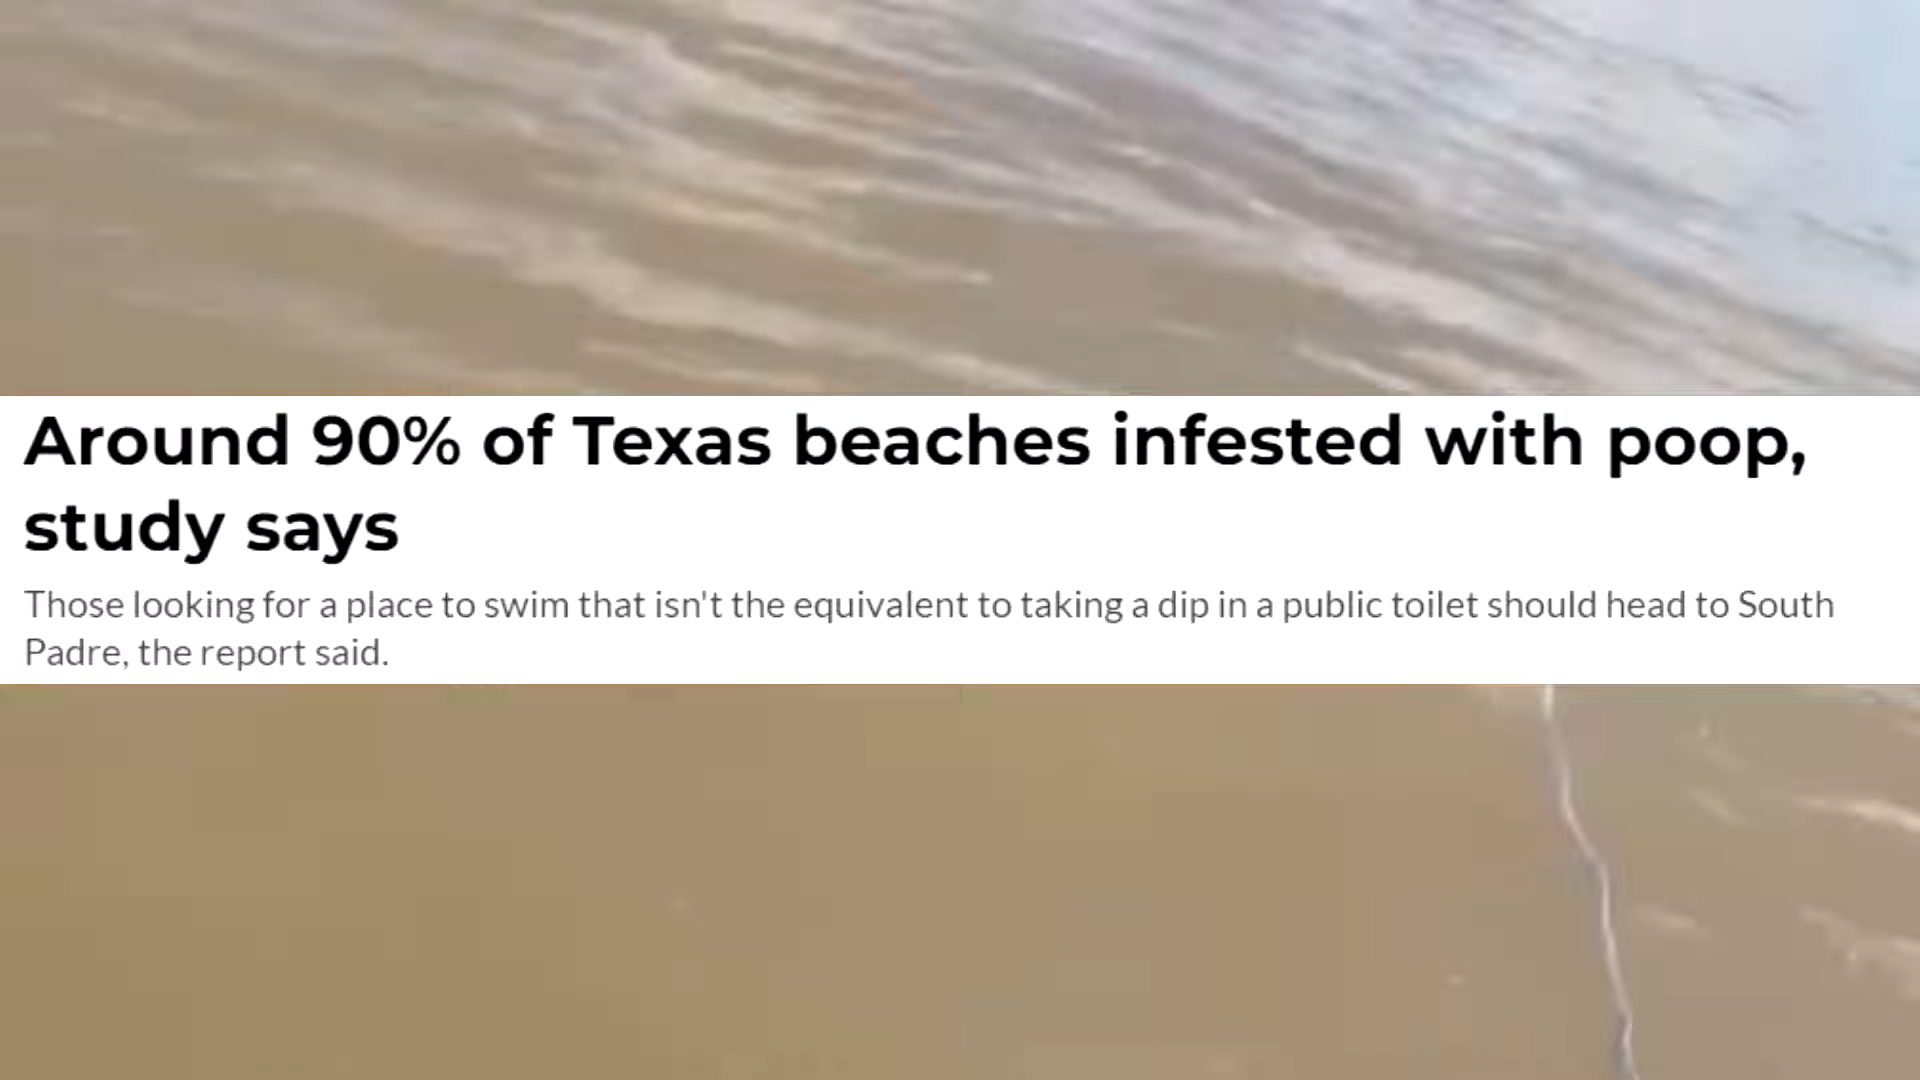 Around 90% of Texas beaches infested with poop,
study says
Those looking for a place to swim that isn't the equivalent to taking a dip in a public toilet should head to South
Padre, the report said.